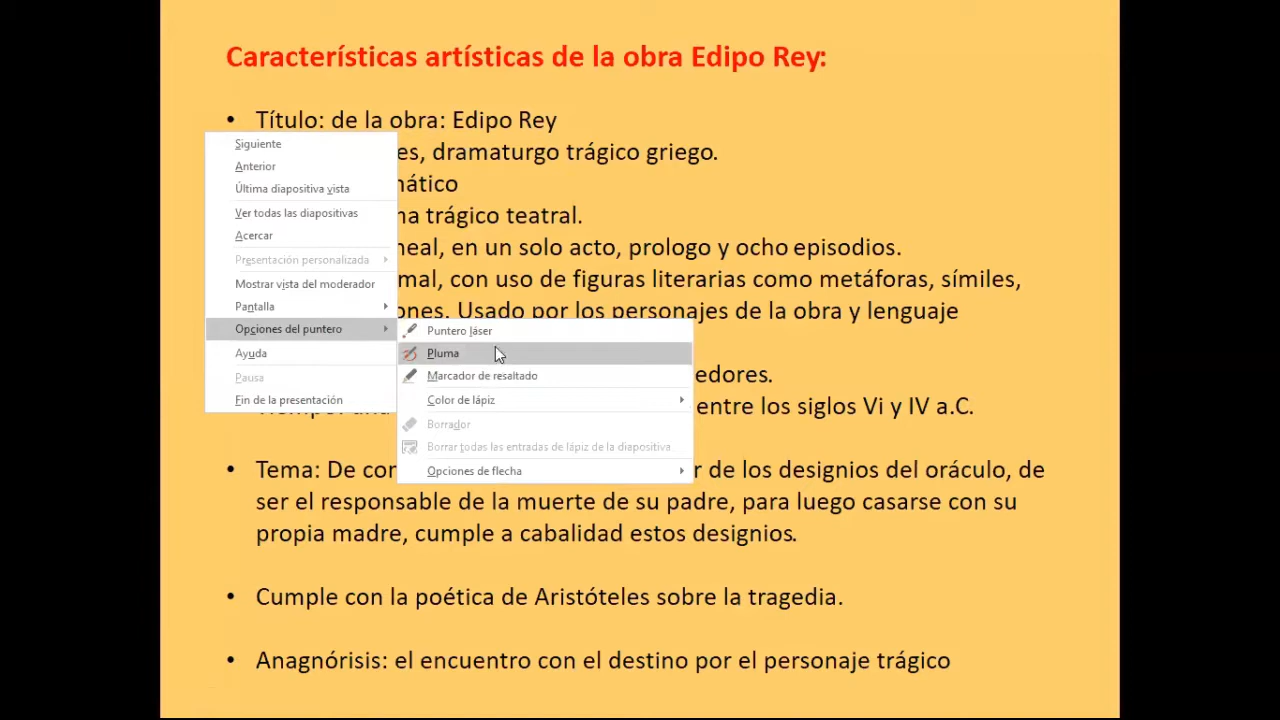 Características artísticas de la obra Edipo Rey:
• Título: de la obra: Edipo Rey
es, dramaturgo trágico griego.
ático
a trágico teatral.
eal, en un solo acto, prologo y ocho episodios.
mal, con uso de figuras literarias como metáforas, símiles,
ones. Usado por los personajes de la obra y lenguaje
edores.
entre los siglos Vi y IV a.C.
• Tema: De con r de los designios del oráculo, de
ser el responsable de la muerte de su padre, para luego casarse con su
propia madre, cumple a cabalidad estos designios.
• Cumple con la poética de Aristóteles sobre la tragedia.
• Anagnórisis: el encuentro con el destino por el personaje trágico
Siguiente
Anterior
Última diapositiva vista
Ver todas las diapositivas
Acercar
Presentación personalizada
Mostrar vista del moderador
Pantalla
Opciones del puntero
Ayuda
Pausa
Fin de la presentación
Puntero láser
Pluma
Marcador de resaltado
Color de lápiz
Borrador
Borrar todas las entradas de lápiz de la diapositiva
Opciones de flecha